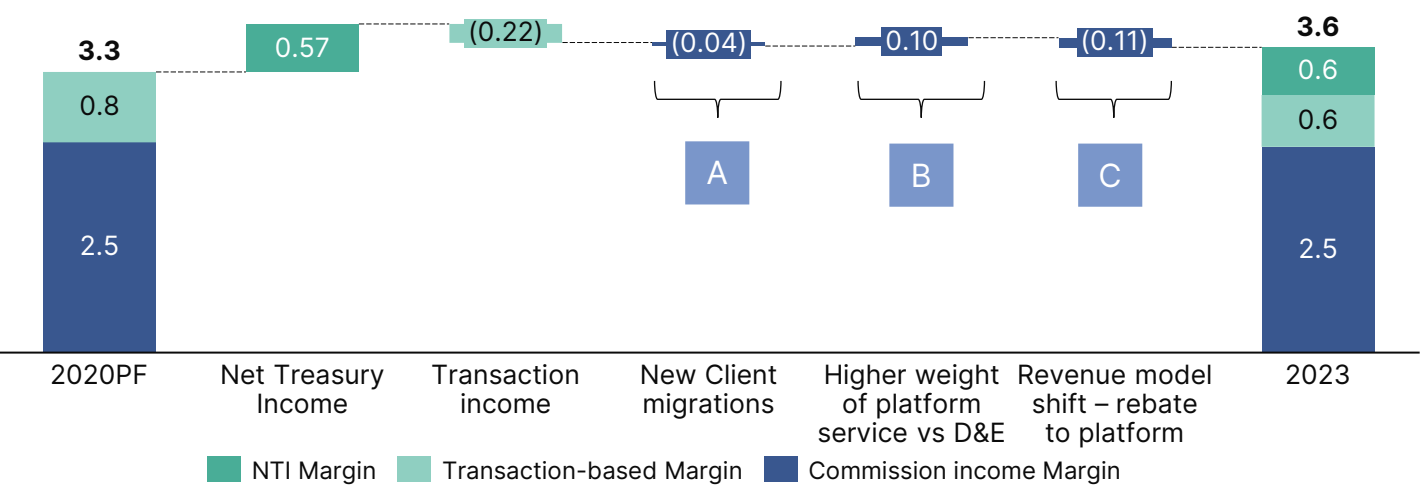 3.3
0.57
(0.22)
(0.04)
0.10
(0.11)
3.6
0.8
0.6
0.6
2.5
2.5
A
B
C
2020PF
Net Treasury
Income
Transaction
income
New Client
migrations
Higher weight
of platform
service vs D&E
Revenue model
shift – rebate
to platform
2023
NTI Margin
Transaction-based Margin
Commission income Margin